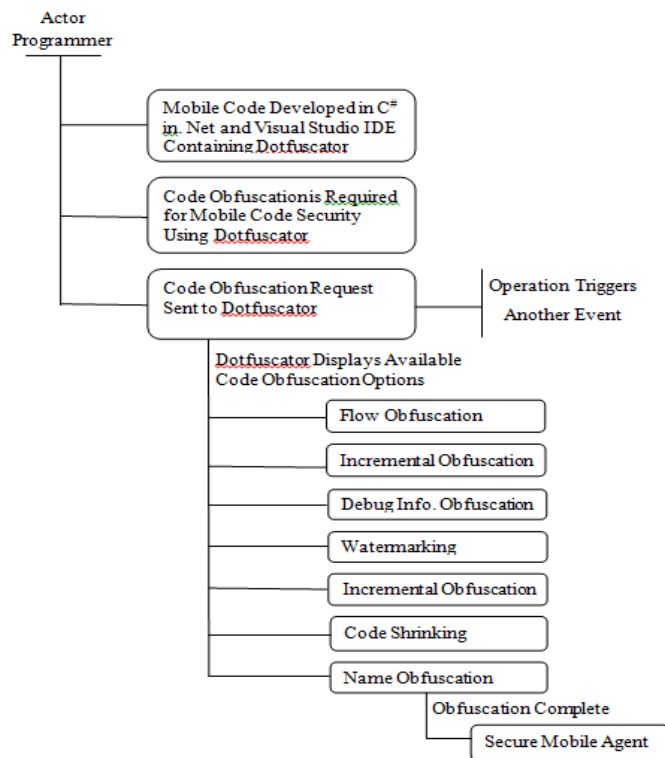 Actor
Programmer
Mobile Code Developed in C#
in. Net and Visual Studio IDE
Containing Dotfuscator
Code Obfuscation is Required
for Mobile Code Security
Using Dotfuscator
Code Obfuscation Request
Sent to Dotfuscator
Operation Triggers
Another Event
Dotfuscator Displays Available
Code Obfuscation Options
Flow Obfuscation
Incremental Obfuscation
Debug Info. Obfuscation
Watermarking
Incremental Obfuscation
Code Shrinking
Name Obfuscation
Obfuscation Complete
Secure Mobile Agent